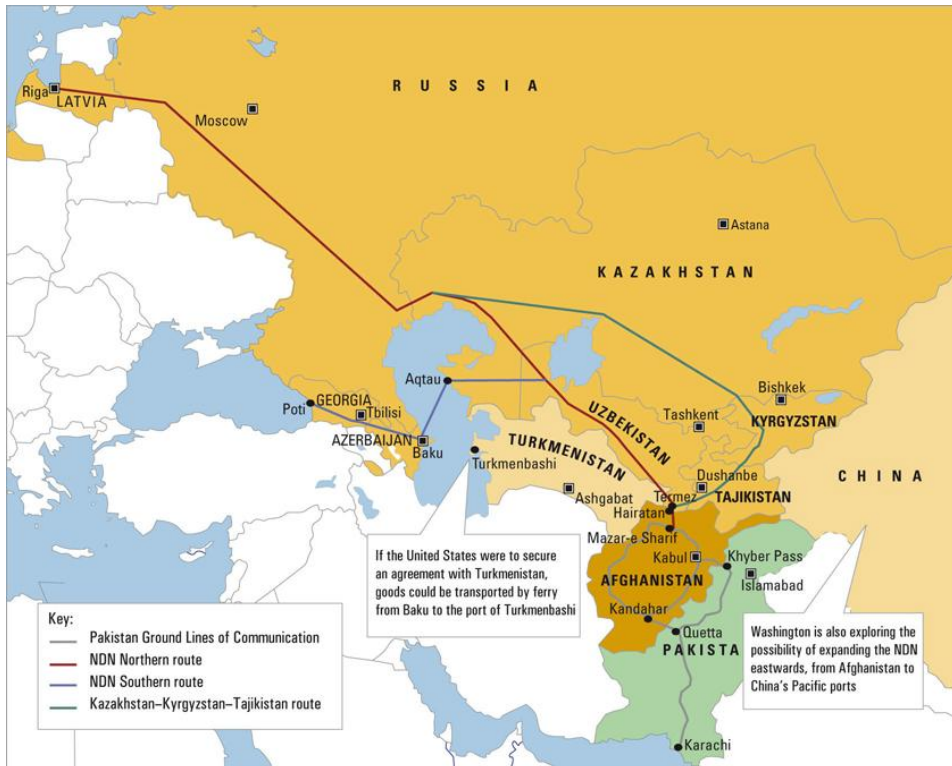 RUSSIA
Riga
LATVIA
Moscow
Astana
KAZAKHSTAN
Aqtau
Bishkek
GEORGIA
Poti
Tbilisi
UZBEKISTAN
Tashkent
KYRGYZSTAN
AZERBAIJAN
Baku
TURKMENISTAN
Turkmenbashi
CHINA
Dushanbe
Ashgabat
Termez
TAJIKISTAN
Hairatan
Mazar-e Sharif
Kabul
Khyber Pass
AFGHANISTAN
Islamabad
Kandahar
Quetta
PAKISTA
Karachi
If the United States were to secure
an agreement with Turkmenistan,
goods could be transported by ferry
from Baku to the port of Turkmenbashi
Washington is also exploring the
possibility of expanding the NDN
eastwards, from Afghanistan to
China's Pacific ports
Key:
Pakistan Ground Lines of Communication
NDN Northern route
NDN Southern route
Kazakhstan–Kyrgyzstan–Tajikistan route